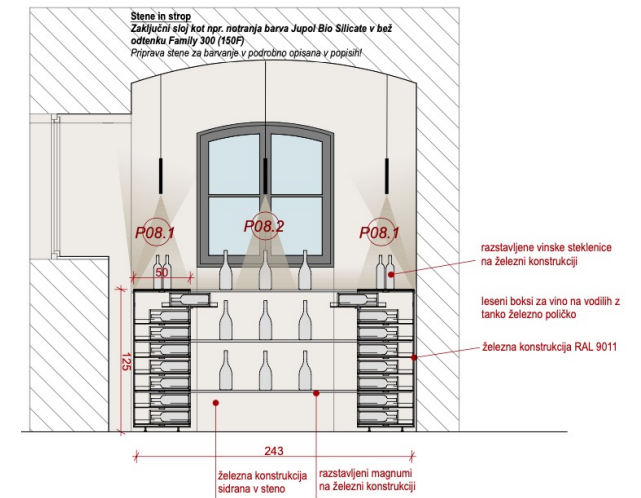 Stene in strop
Zaključni sloj kot npr. notranja barva Jupol Bio Silicate v bež
odtenku Family 300 (150F)
Priprava stene za barvanje v podrobno opisana v popisih!
P08.1
P08.2
P08.1
razstavljene vinske steklenice
na železni konstrukciji
50
leseni boksi za vino na vodilih z
tanko železno poličko
železna konstrukcija RAL 9011
125
243
železna konstrukcija
sidrana v steno
razstavljeni magnumi
na železni konstrukciji